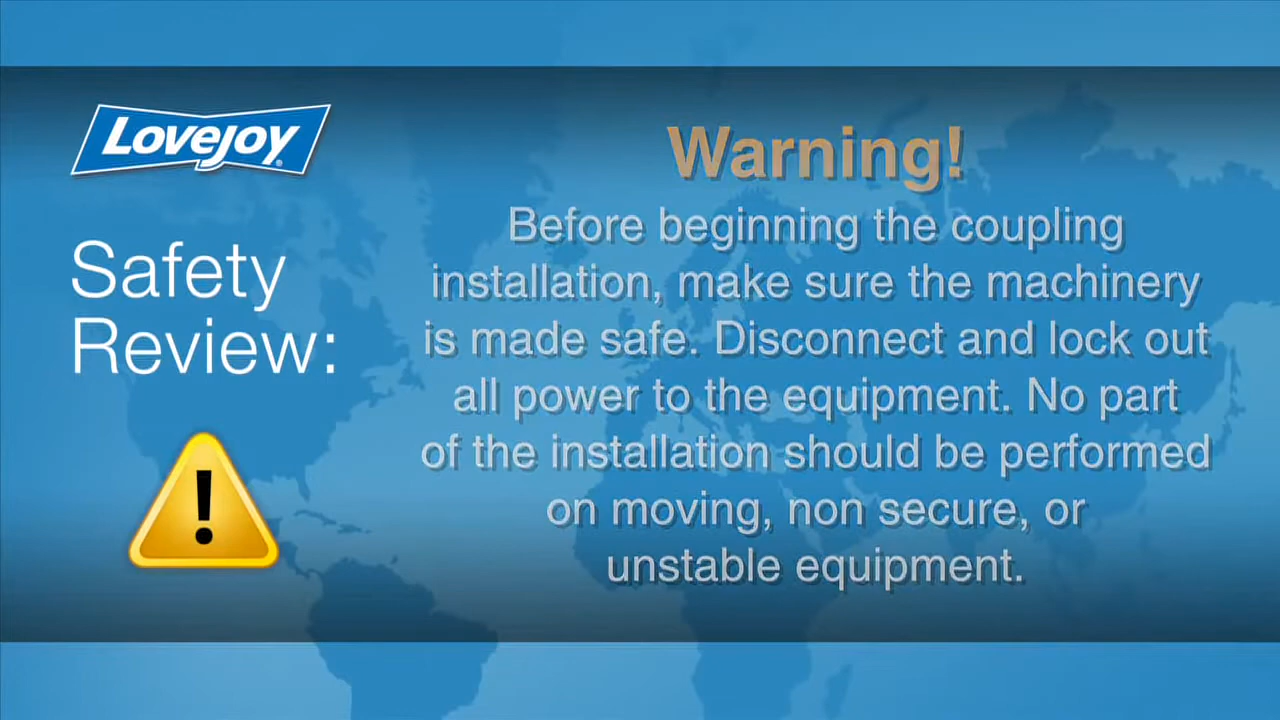 Lovejoy®
Safety
Review:
!
Warning!
Before beginning the coupling
installation, make sure the machinery
is made safe. Disconnect and lock out
all power to the equipment. No part
of the installation should be performed
on moving, non secure, or
unstable equipment.